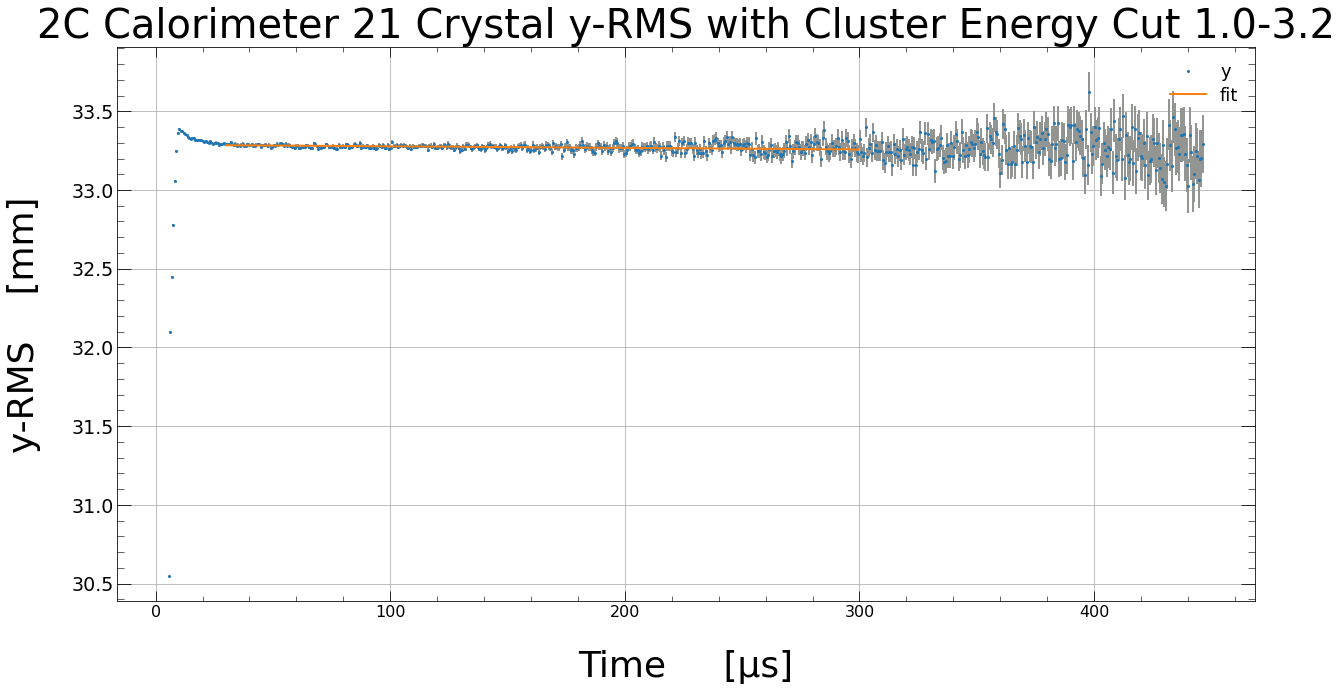 2C Calorimeter 21 Crystal y-RMS with Cluster Energy Cut 1.0-3.2
y
fit
33.5
33.0
32.5
32.0
31.5
31.0
30.5
y-RMS [mm]
0 100 200 300 400
Time [μs]